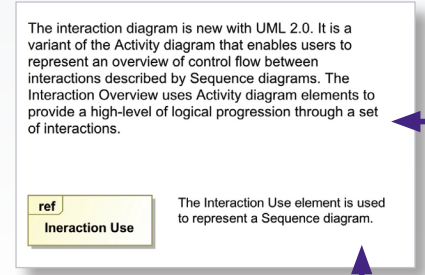 The interaction diagram is new with UML 2.0. It is a
variant of the Activity diagram that enables users to
represent an overview of control flow between
interactions described by Sequence diagrams. The
Interaction Overview uses Activity diagram elements to
provide a high-level of logical progression through a set
of interactions.
ref
Ineraction Use
The Interaction Use element is used
to represent a Sequence diagram.